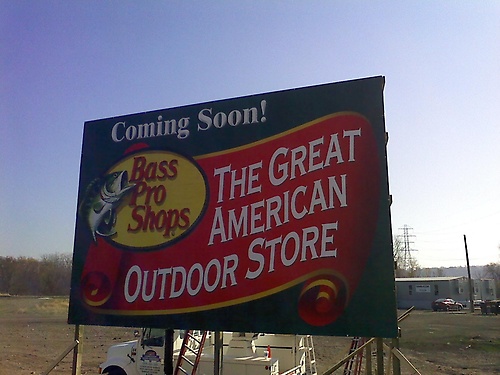 Coming Soon!
Bass
Pro
Shops
THE GREAT
AMERICAN
OUTDOOR STORE